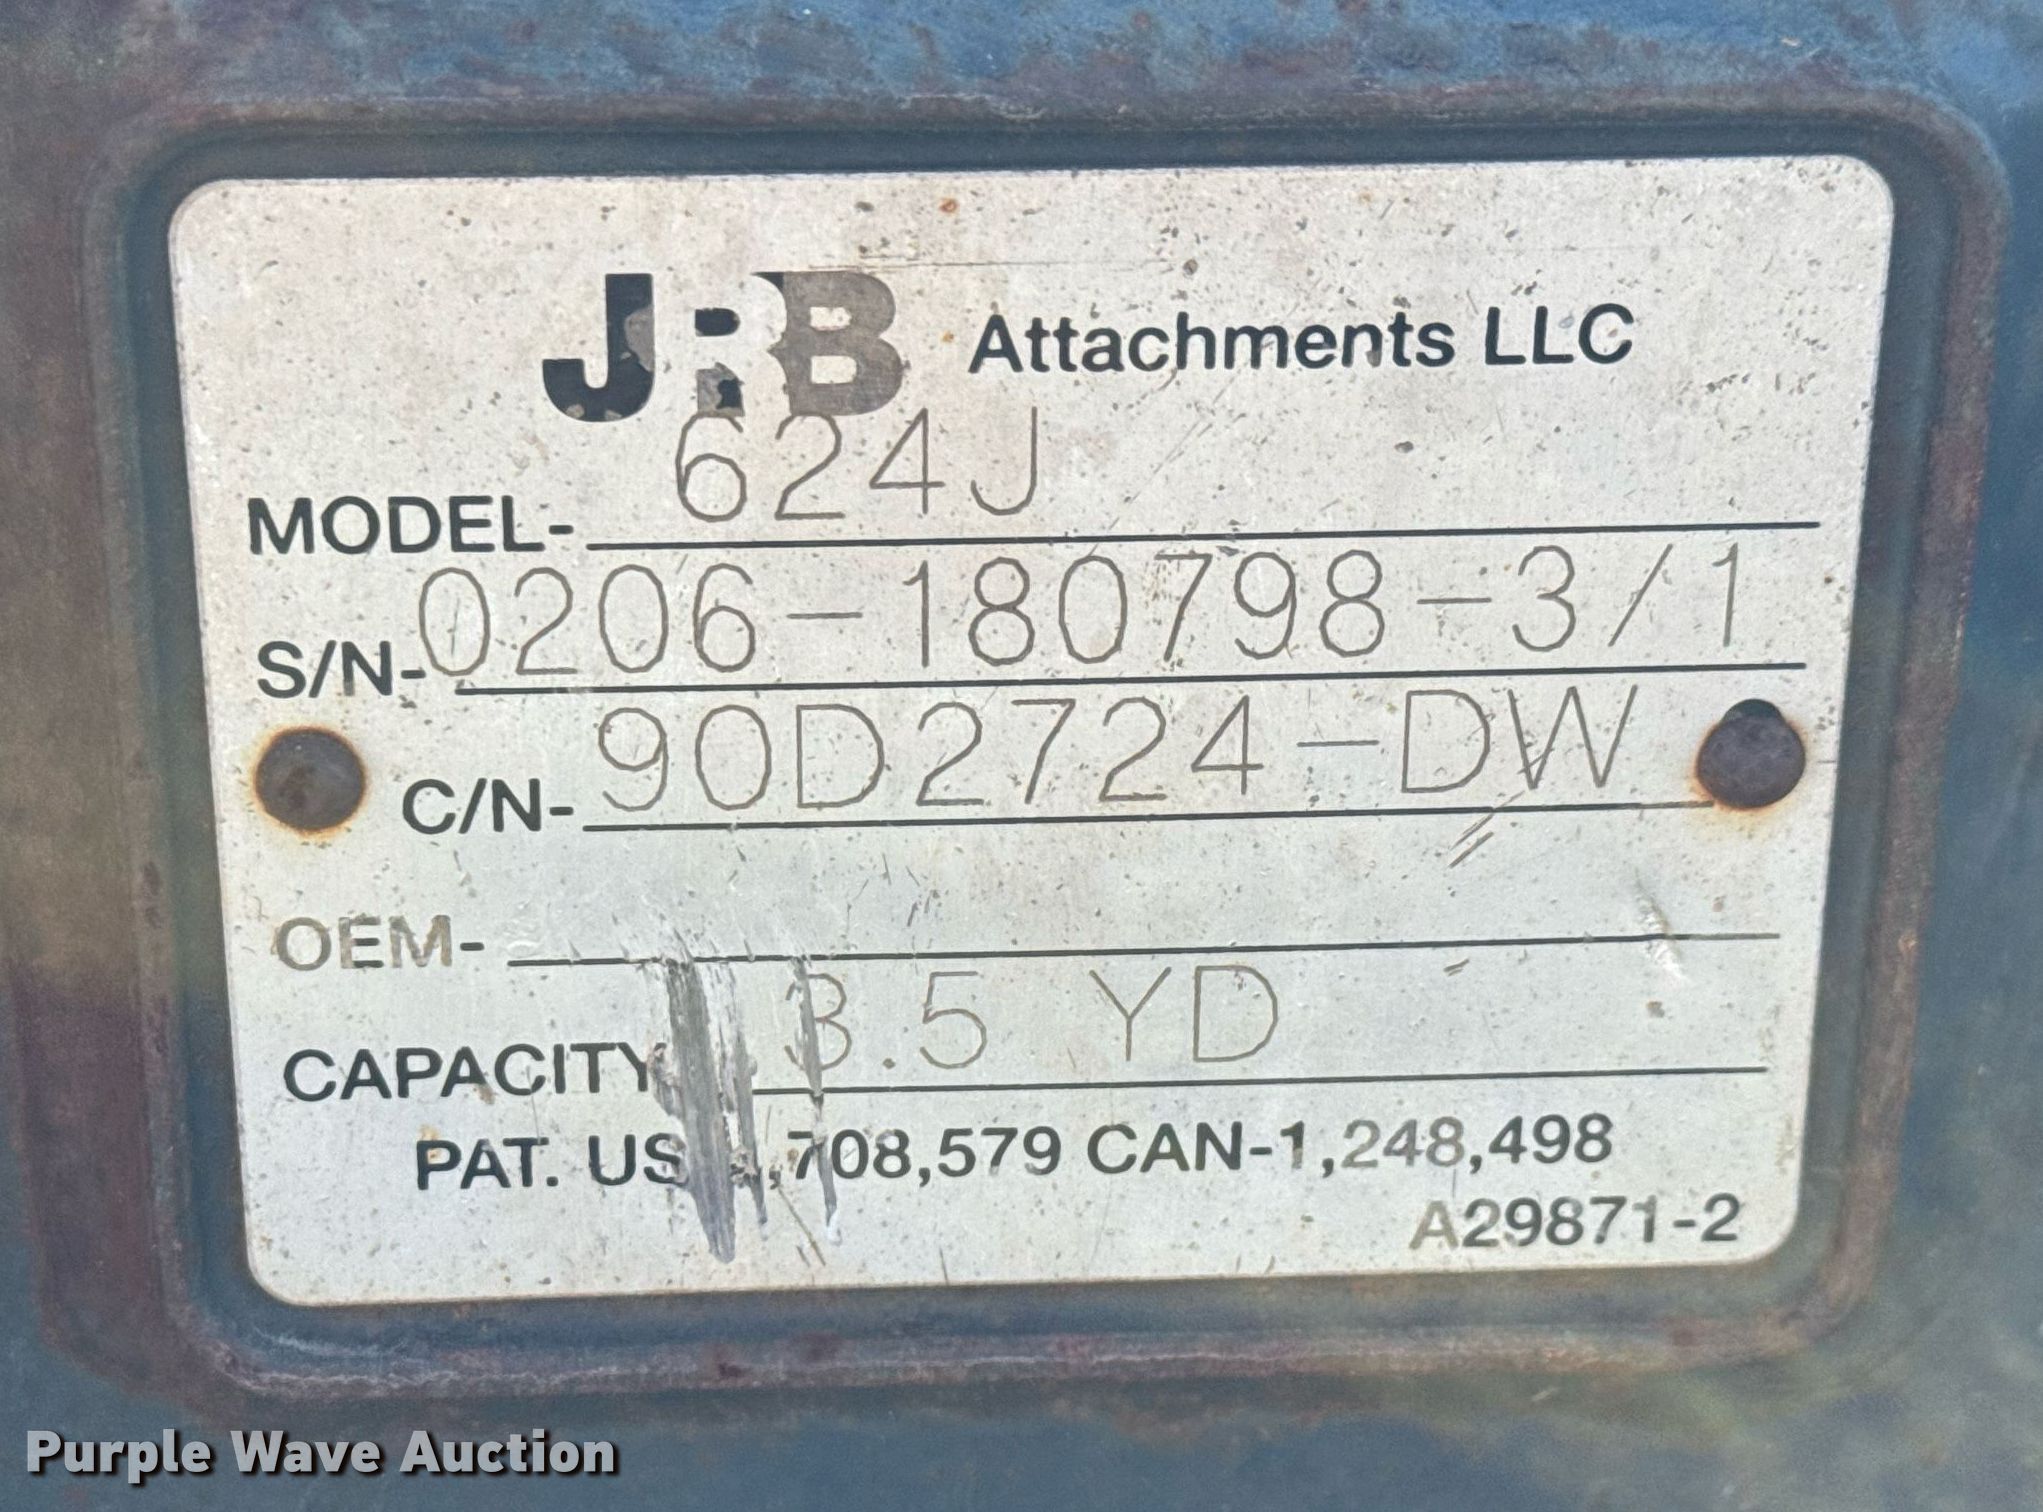 JRB Attachments LLC
MODEL- 624J
S/N- 0206-180798-3/1
C/N- 90D2724-DW
OEM-
CAPACITY 3.5 YD
PAT. US ,708,579 CAN-1,248,498
A29871-2
Purple Wave Auction